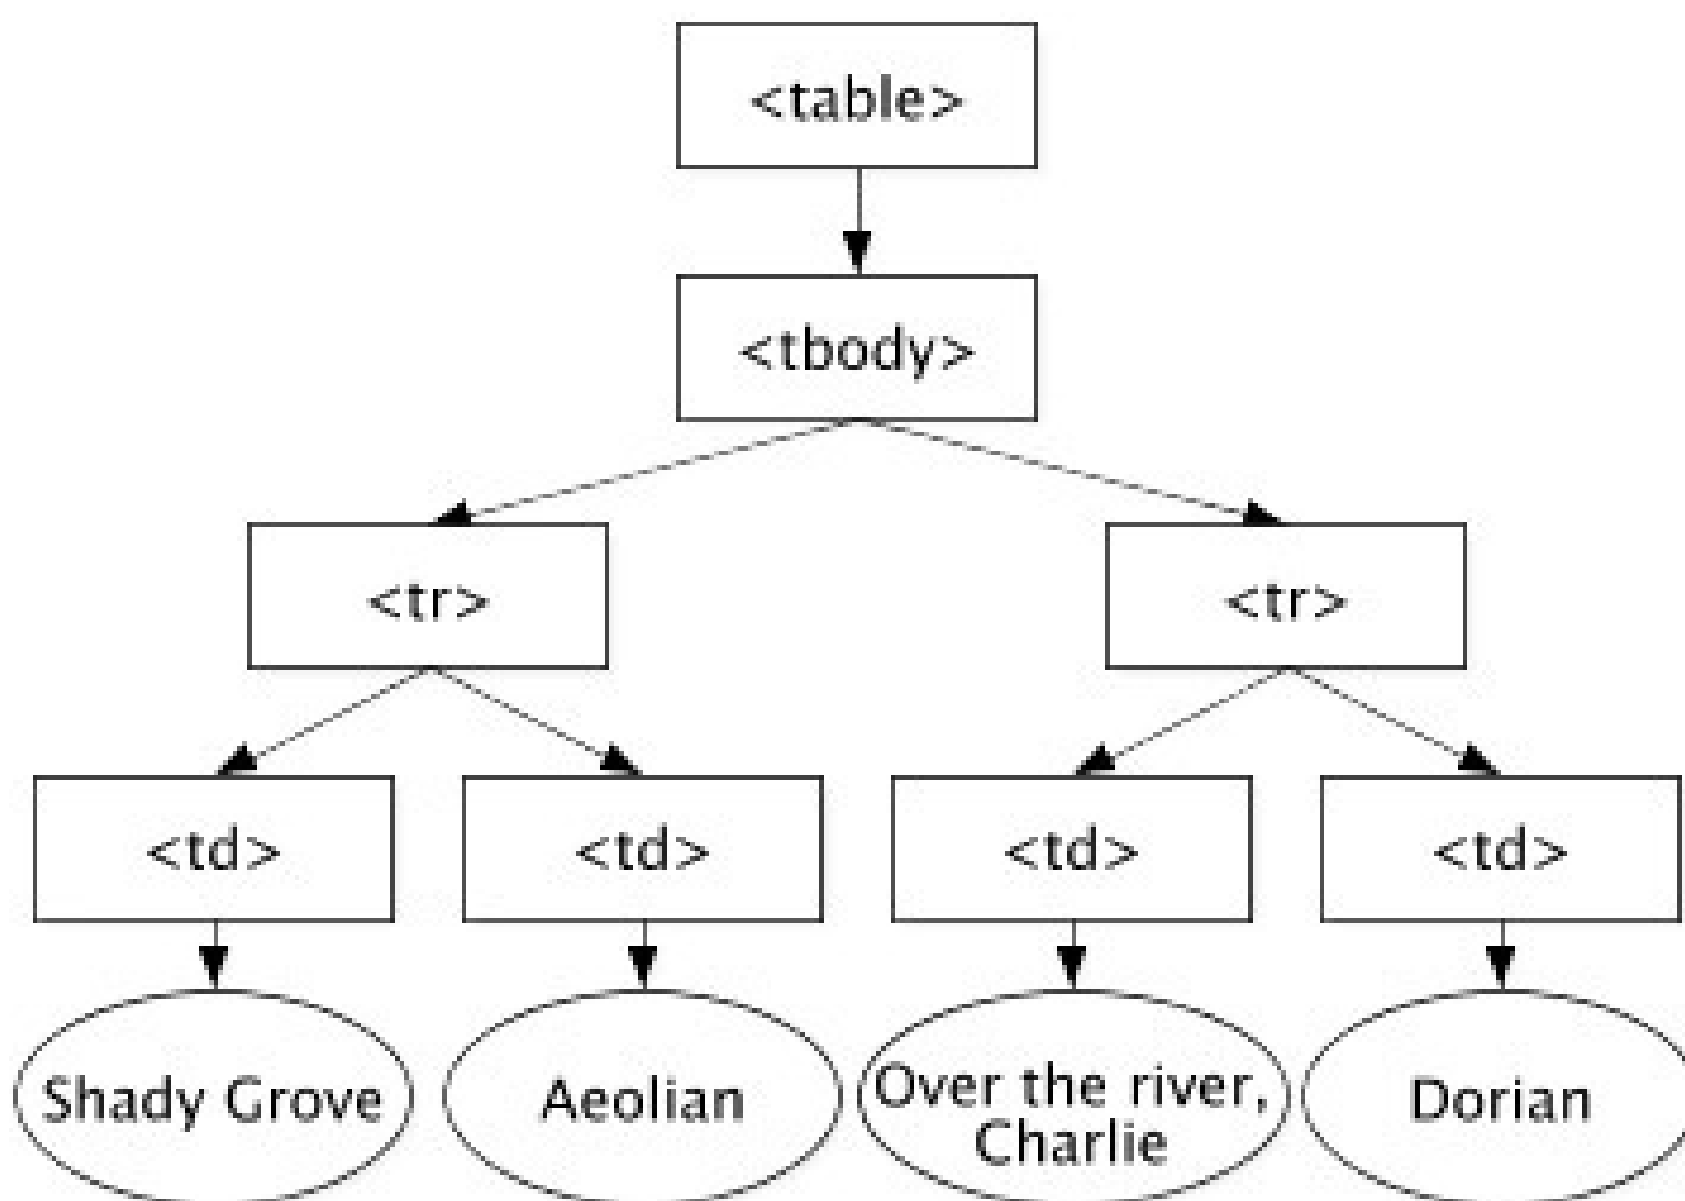 <table>
<tbody>
<tr>
<tr>
<td>
<td>
<td>
<td>
Shady Grove
Aeolian
Over the river,
Charlie
Dorian